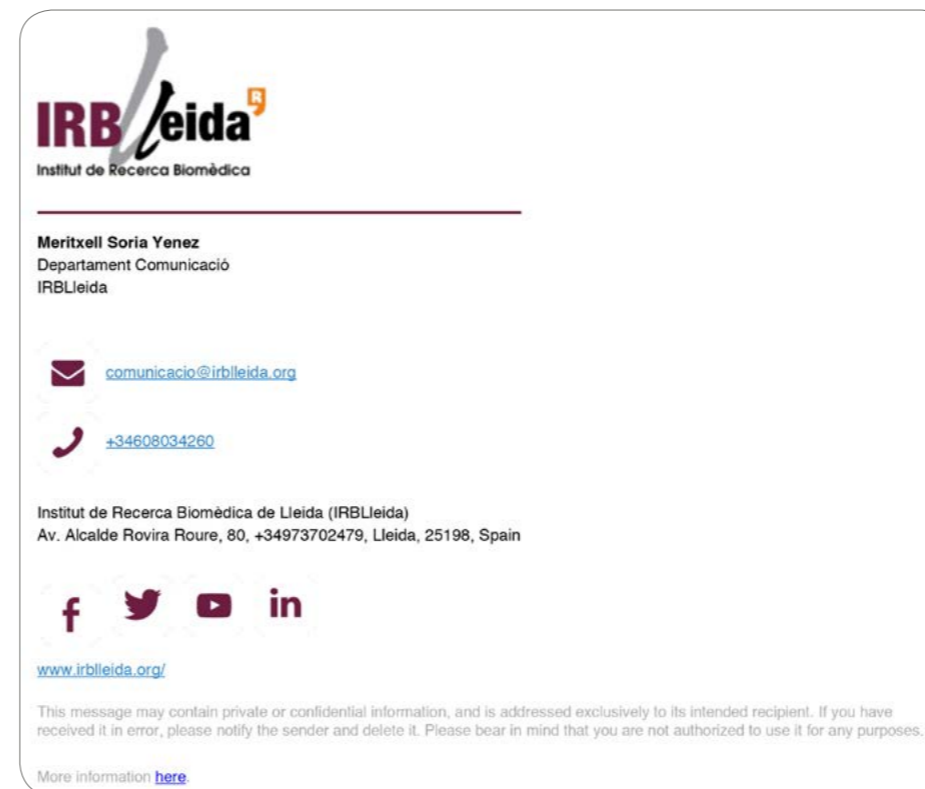 IRBLleida R
Institut de Recerca Biomèdica
Meritxell Soria Yenez
Departament Comunicació
IRBLleida
comunicacio@irblleida.org
+34608034260
Institut de Recerca Biomèdica de Lleida (IRBLleida)
Av. Alcalde Rovira Roure, 80, +34973702479, Lleida, 25198, Spain
f in
www.irblleida.org/
This message may contain private or confidential information, and is addressed exclusively to its intended recipient. If you have
received it in error, please notify the sender and delete it. Please bear in mind that you are not authorized to use it for any purposes.
More information here.